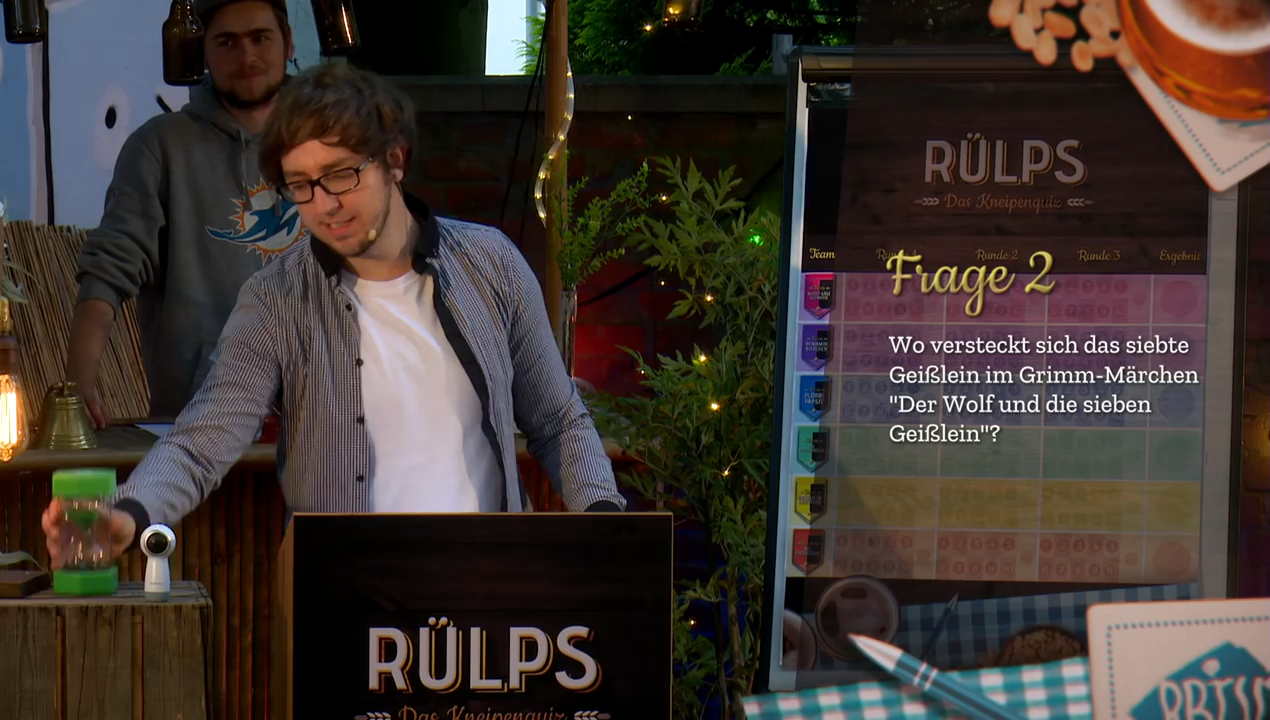 RÜLPS
Das Kneipenquiz
Team
Runde 2
Runde 3
Ergebnis
Frage 2
Wo versteckt sich das siebte
Geißlein im Grimm-Märchen
"Der Wolf und die sieben
Geißlein"?
RÜLPS
Das Kneipenquiz